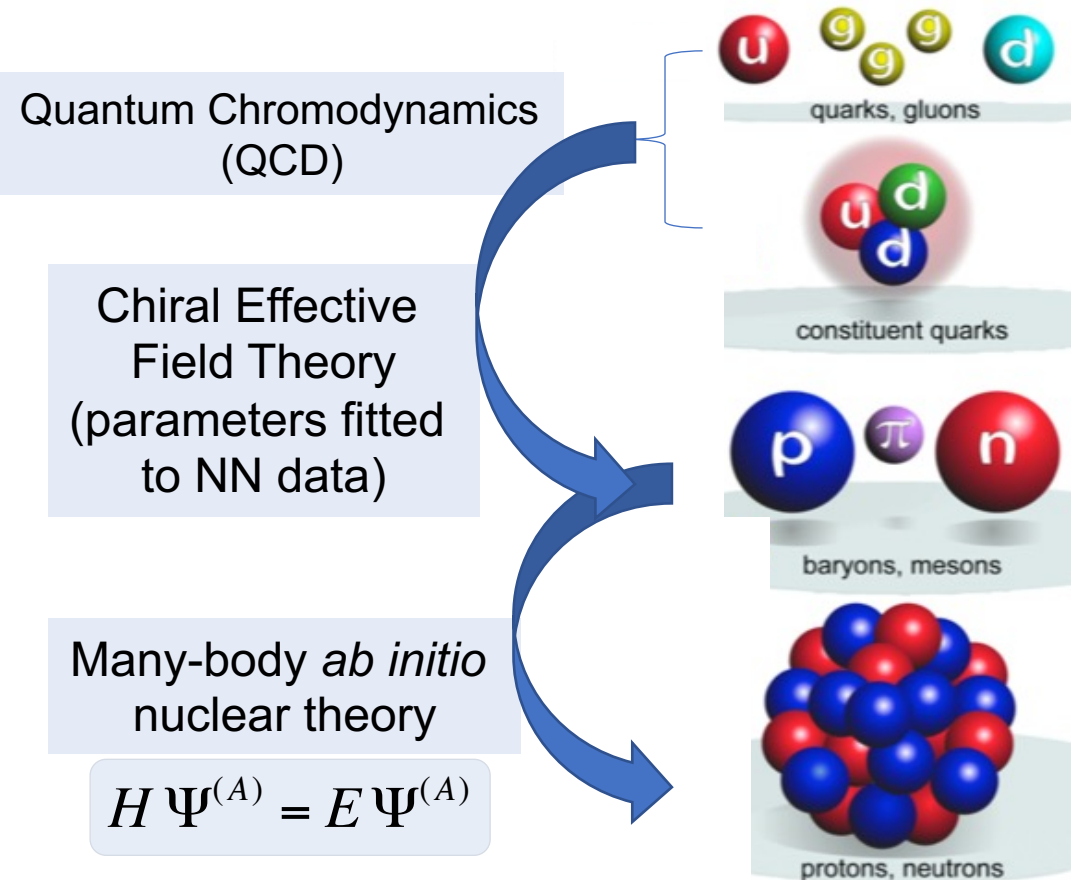 u g g g d
quarks, gluons
Quantum Chromodynamics
(QCD)
u d
d
constituent quarks
Chiral Effective
Field Theory
(parameters fitted
to NN data)
p π n
baryons, mesons
Many-body ab initio
nuclear theory
H Ψ^(A) = E Ψ^(A)
protons, neutrons